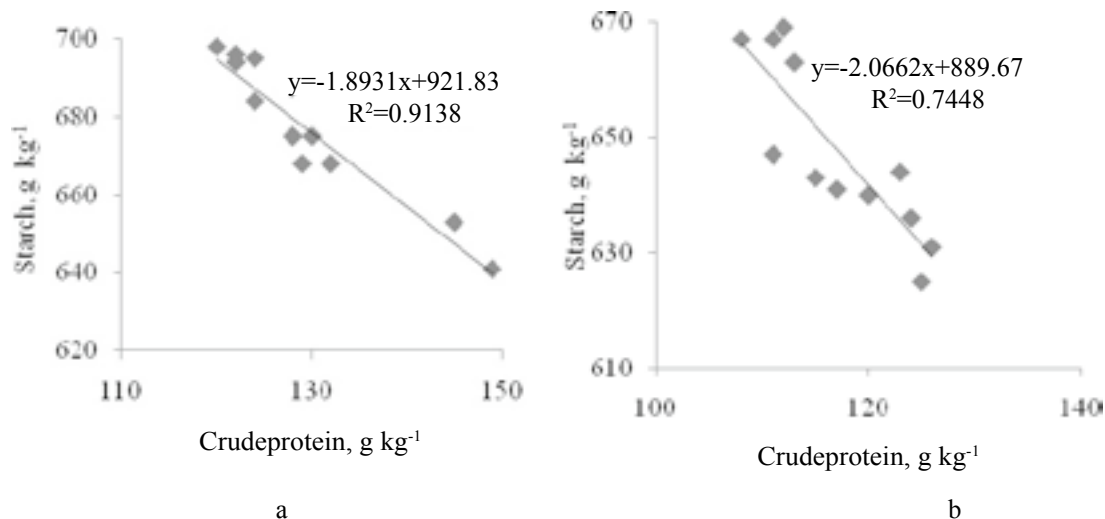 700
680
660
640
620
110
130
150
Starch, g kg-1
y=-1.8931x+921.83
R2=0.9138
Crudeprotein, g kg-1
a
670
650
630
610
100
120
140
Starch, g kg-1
y=-2.0662x+889.67
R2=0.7448
Crudeprotein, g kg-1
b